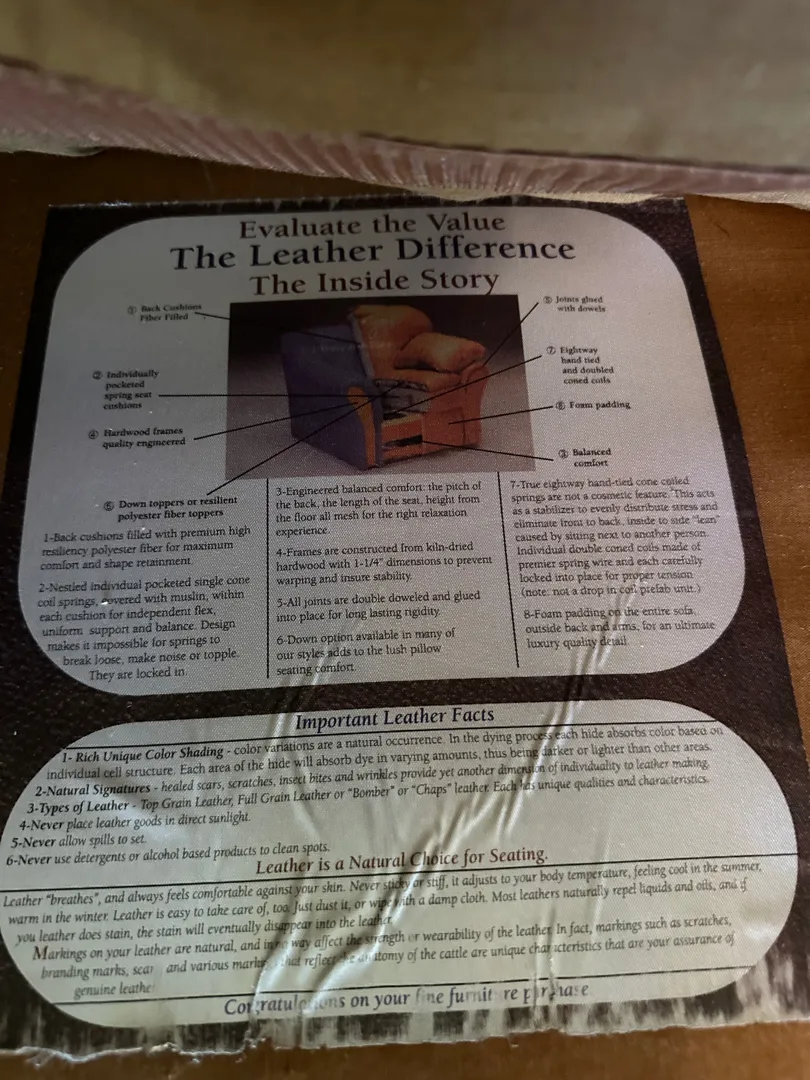 Evaluate the Value
The Leather Difference
The Inside Story
① Back Cushions
Fiber Filled
② Individually
pocketed
spring seat
cushions
④ Hardwood frames
quality engineered
⑥ Down toppers or resilient
polyester fiber toppers
⑤ Joints glued
with dowels
⑦ Eightway
hand tied
and doubled
coned coils
⑧ Foam padding
③ Balanced
comfort
1-Back cushions filled with premium high
resiliency polyester fiber for maximum
comfort and shape retainment.
2-Nestled individual pocketed single cone
coil springs, covered with muslin, within
each cushion for independent flex,
uniform support and balance. Design
makes it impossible for springs to
break loose, make noise or topple.
They are locked in.
3-Engineered balanced comfort: the pitch of
the back, the length of the seat, height from
the floor all mesh for the right relaxation
experience.
4-Frames are constructed from kiln-dried
hardwood with 1-1/4" dimensions to prevent
warping and insure stability.
5-All joints are double doweled and glued
into place for long lasting rigidity.
6-Down option available in many of
our styles adds to the lush pillow
seating comfort.
7-True eightway hand-tied cone coiled
springs are not a cosmetic feature. This acts
as a stabilizer to evenly distribute stress and
eliminate front to back, inside to side "lean"
caused by sitting next to another person.
Individual double coned coils made of
premier spring wire and each carefully
locked into place for proper tension
(note: not a drop in coil prefab unit.)
8-Foam padding on the entire sofa,
outside back and arms, for an ultimate
luxury quality detail.
Important Leather Facts
1- Rich Unique Color Shading - color variations are a natural occurrence. In the dying process each hide absorbs color based on
individual cell structure. Each area of the hide will absorb dye in varying amounts, thus being darker or lighter than other areas.
2-Natural Signatures - healed scars, scratches, insect bites and wrinkles provide yet another dimension of individuality to leather making.
3-Types of Leather - Top Grain Leather, Full Grain Leather or "Bomber" or "Chaps" leather. Each has unique qualities and characteristics.
4-Never place leather goods in direct sunlight.
5-Never allow spills to set.
6-Never use detergents or alcohol based products to clean spots.
Leather is a Natural Choice for Seating.
Leather "breathes", and always feels comfortable against your skin. Never sticky or stiff, it adjusts to your body temperature, feeling cool in the summer,
warm in the winter. Leather is easy to take care of, too. Just dust it, or wipe with a damp cloth. Most leathers naturally repel liquids and oils, and if
you leather does stain, the stain will eventually disappear into the leather.
Markings on your leather are natural, and in no way affect the strength or wearability of the leather. In fact, markings such as scratches,
branding marks, scar and various marks that reflect the anatomy of the cattle are unique characteristics that are your assurance of
genuine leathe
Congratulations on your fine furniture purchase